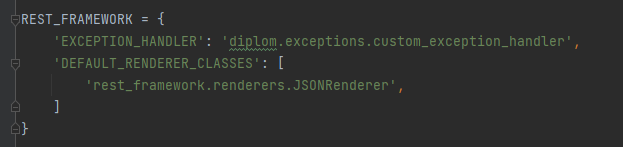 REST_FRAMEWORK = {
    'EXCEPTION_HANDLER': 'diplom.exceptions.custom_exception_handler',
    'DEFAULT_RENDERER_CLASSES': [
        'rest_framework.renderers.JSONRenderer',
    ]
}